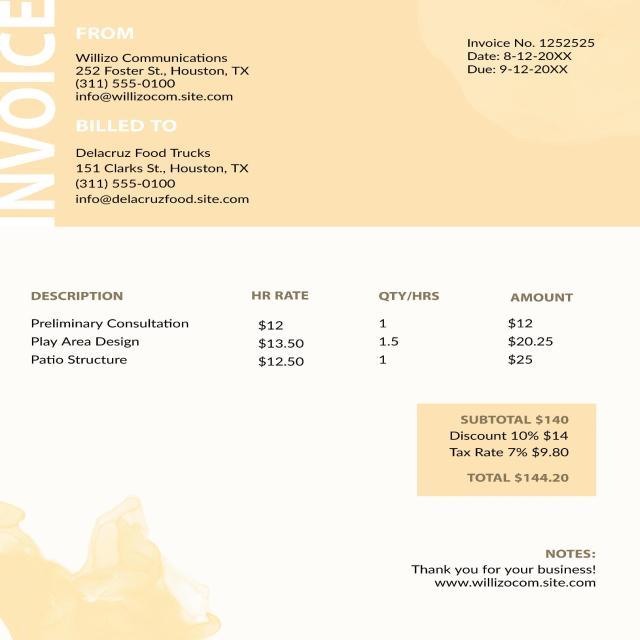 INVOICE
FROM
Willizo Communications
252 Foster St., Houston, TX
(311) 555-0100
info@willizocom.site.com
Invoice No. 1252525
Date: 8-12-20XX
Due: 9-12-20XX
BILLED TO
Delacruz Food Trucks
151 Clarks St., Houston, TX
(311) 555-0100
info@delacruzfood.site.com
DESCRIPTION HR RATE QTY/HRS AMOUNT
Preliminary Consultation $12 1 $12
Play Area Design $13.50 1.5 $20.25
Patio Structure $12.50 1 $25
SUBTOTAL $140
Discount 10% $14
Tax Rate 7% $9.80
TOTAL $144.20
NOTES:
Thank you for your business!
www.willizocom.site.com